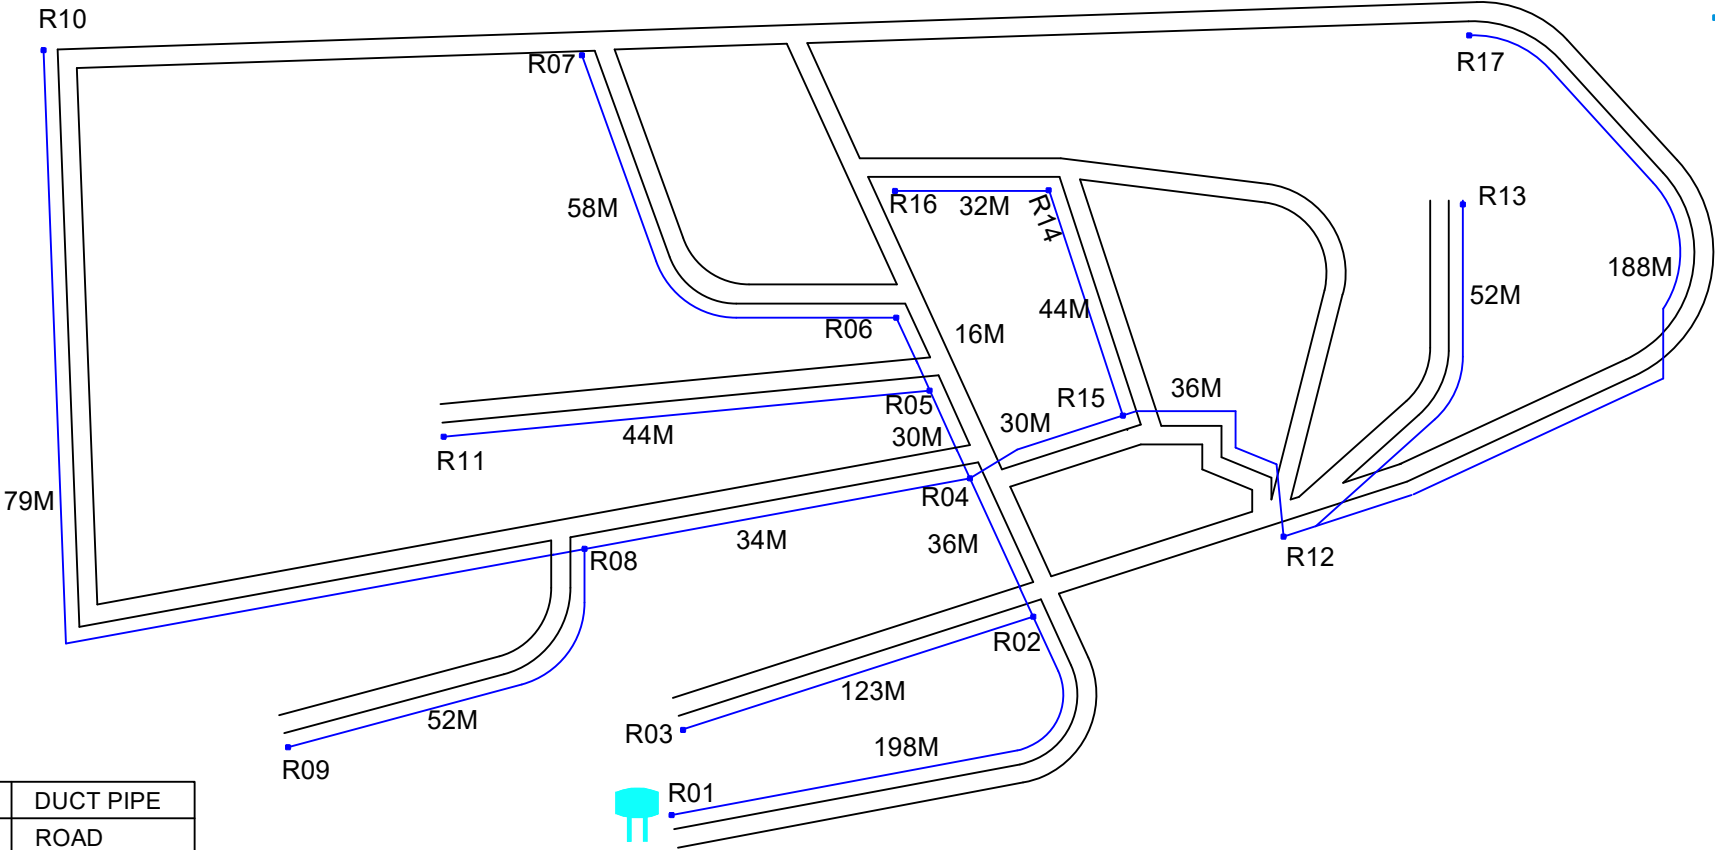 R10
R07
R17
58M
R16
32M
R14
R13
188M
52M
44M
16M
R06
R05
R15
36M
30M
30M
44M
R11
79M
R04
36M
34M
R08
R12
R02
123M
R03
52M
R09
198M
R01
DUCT PIPE
ROAD